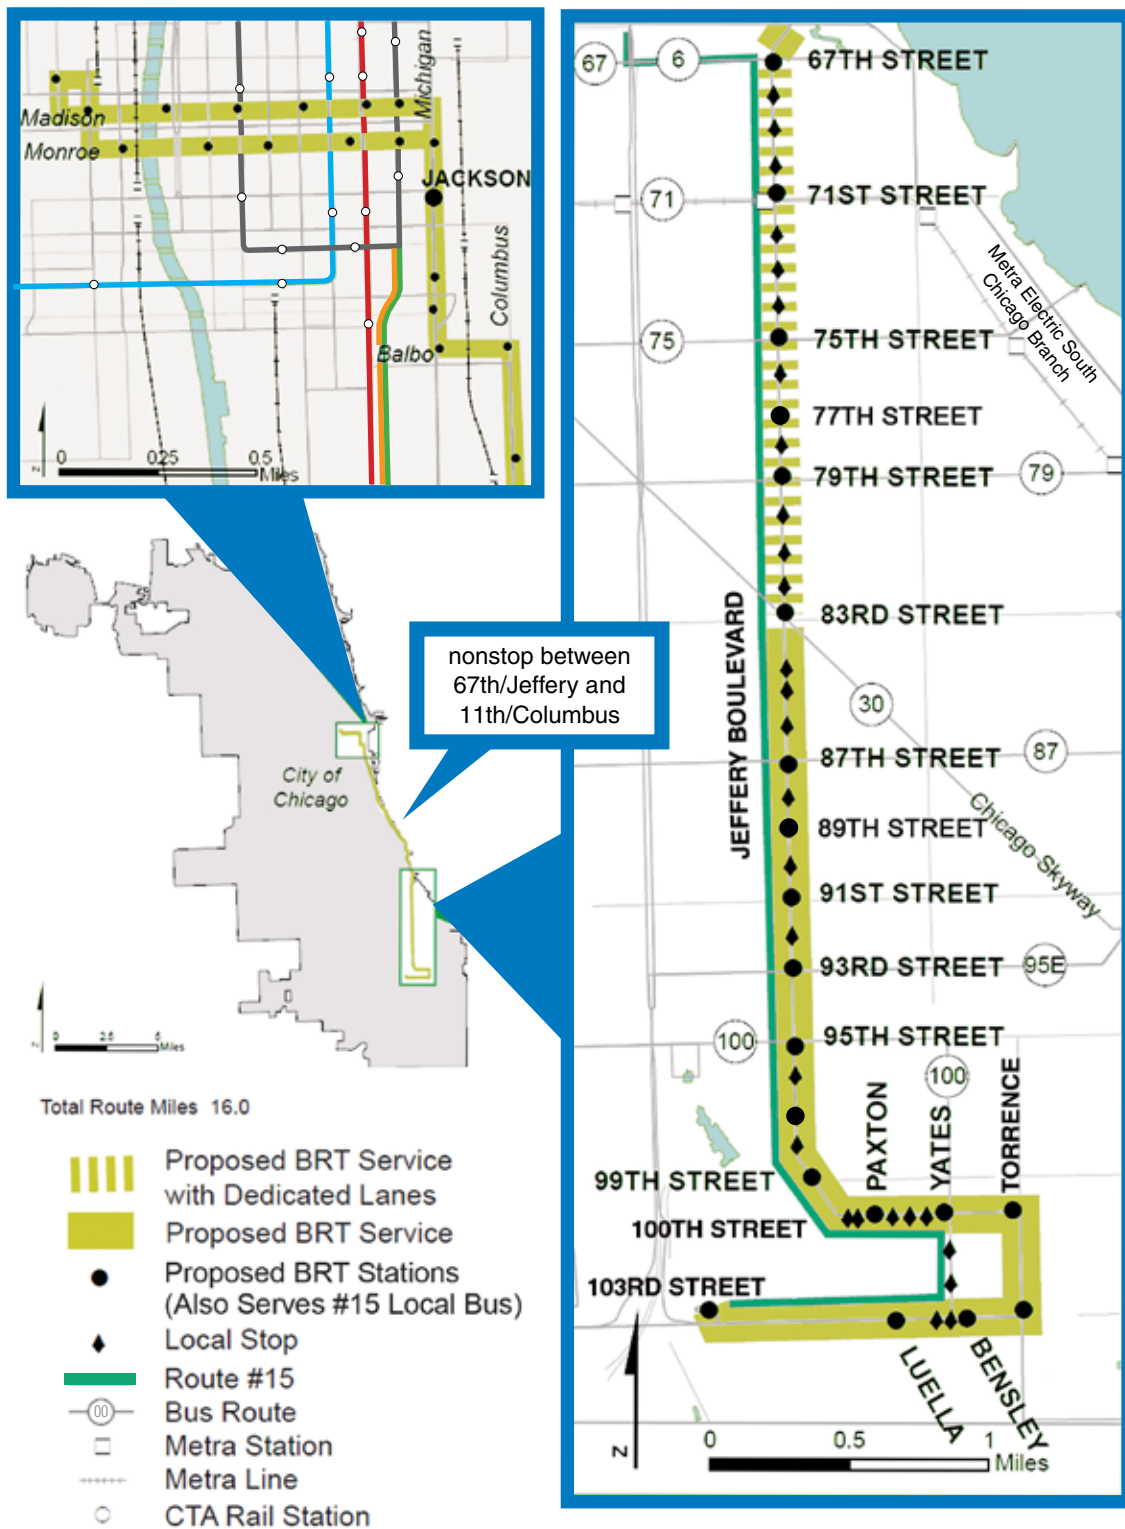 Madison
Monroe
Michigan
JACKSON
Columbus
Balbo
z
0 025 0.5
Miles
67
6
67TH STREET
71
71ST STREET
Metra Electric South
Chicago Branch
75
75TH STREET
77TH STREET
79TH STREET
79
83RD STREET
JEFFERY BOULEVARD
30
87TH STREET
87
89TH STREET
Chicago Skyway
91ST STREET
93RD STREET
95E
100
95TH STREET
100
PAXTON
YATES
TORRENCE
99TH STREET
100TH STREET
103RD STREET
LUELLA
BENSLEY
z
0 0.5 1
Miles
nonstop between
67th/Jeffery and
11th/Columbus
City of
Chicago
z
0 2.5 5
Miles
Total Route Miles 16.0
Proposed BRT Service
with Dedicated Lanes
Proposed BRT Service
Proposed BRT Stations
(Also Serves #15 Local Bus)
Local Stop
Route #15
00
Bus Route
Metra Station
Metra Line
CTA Rail Station